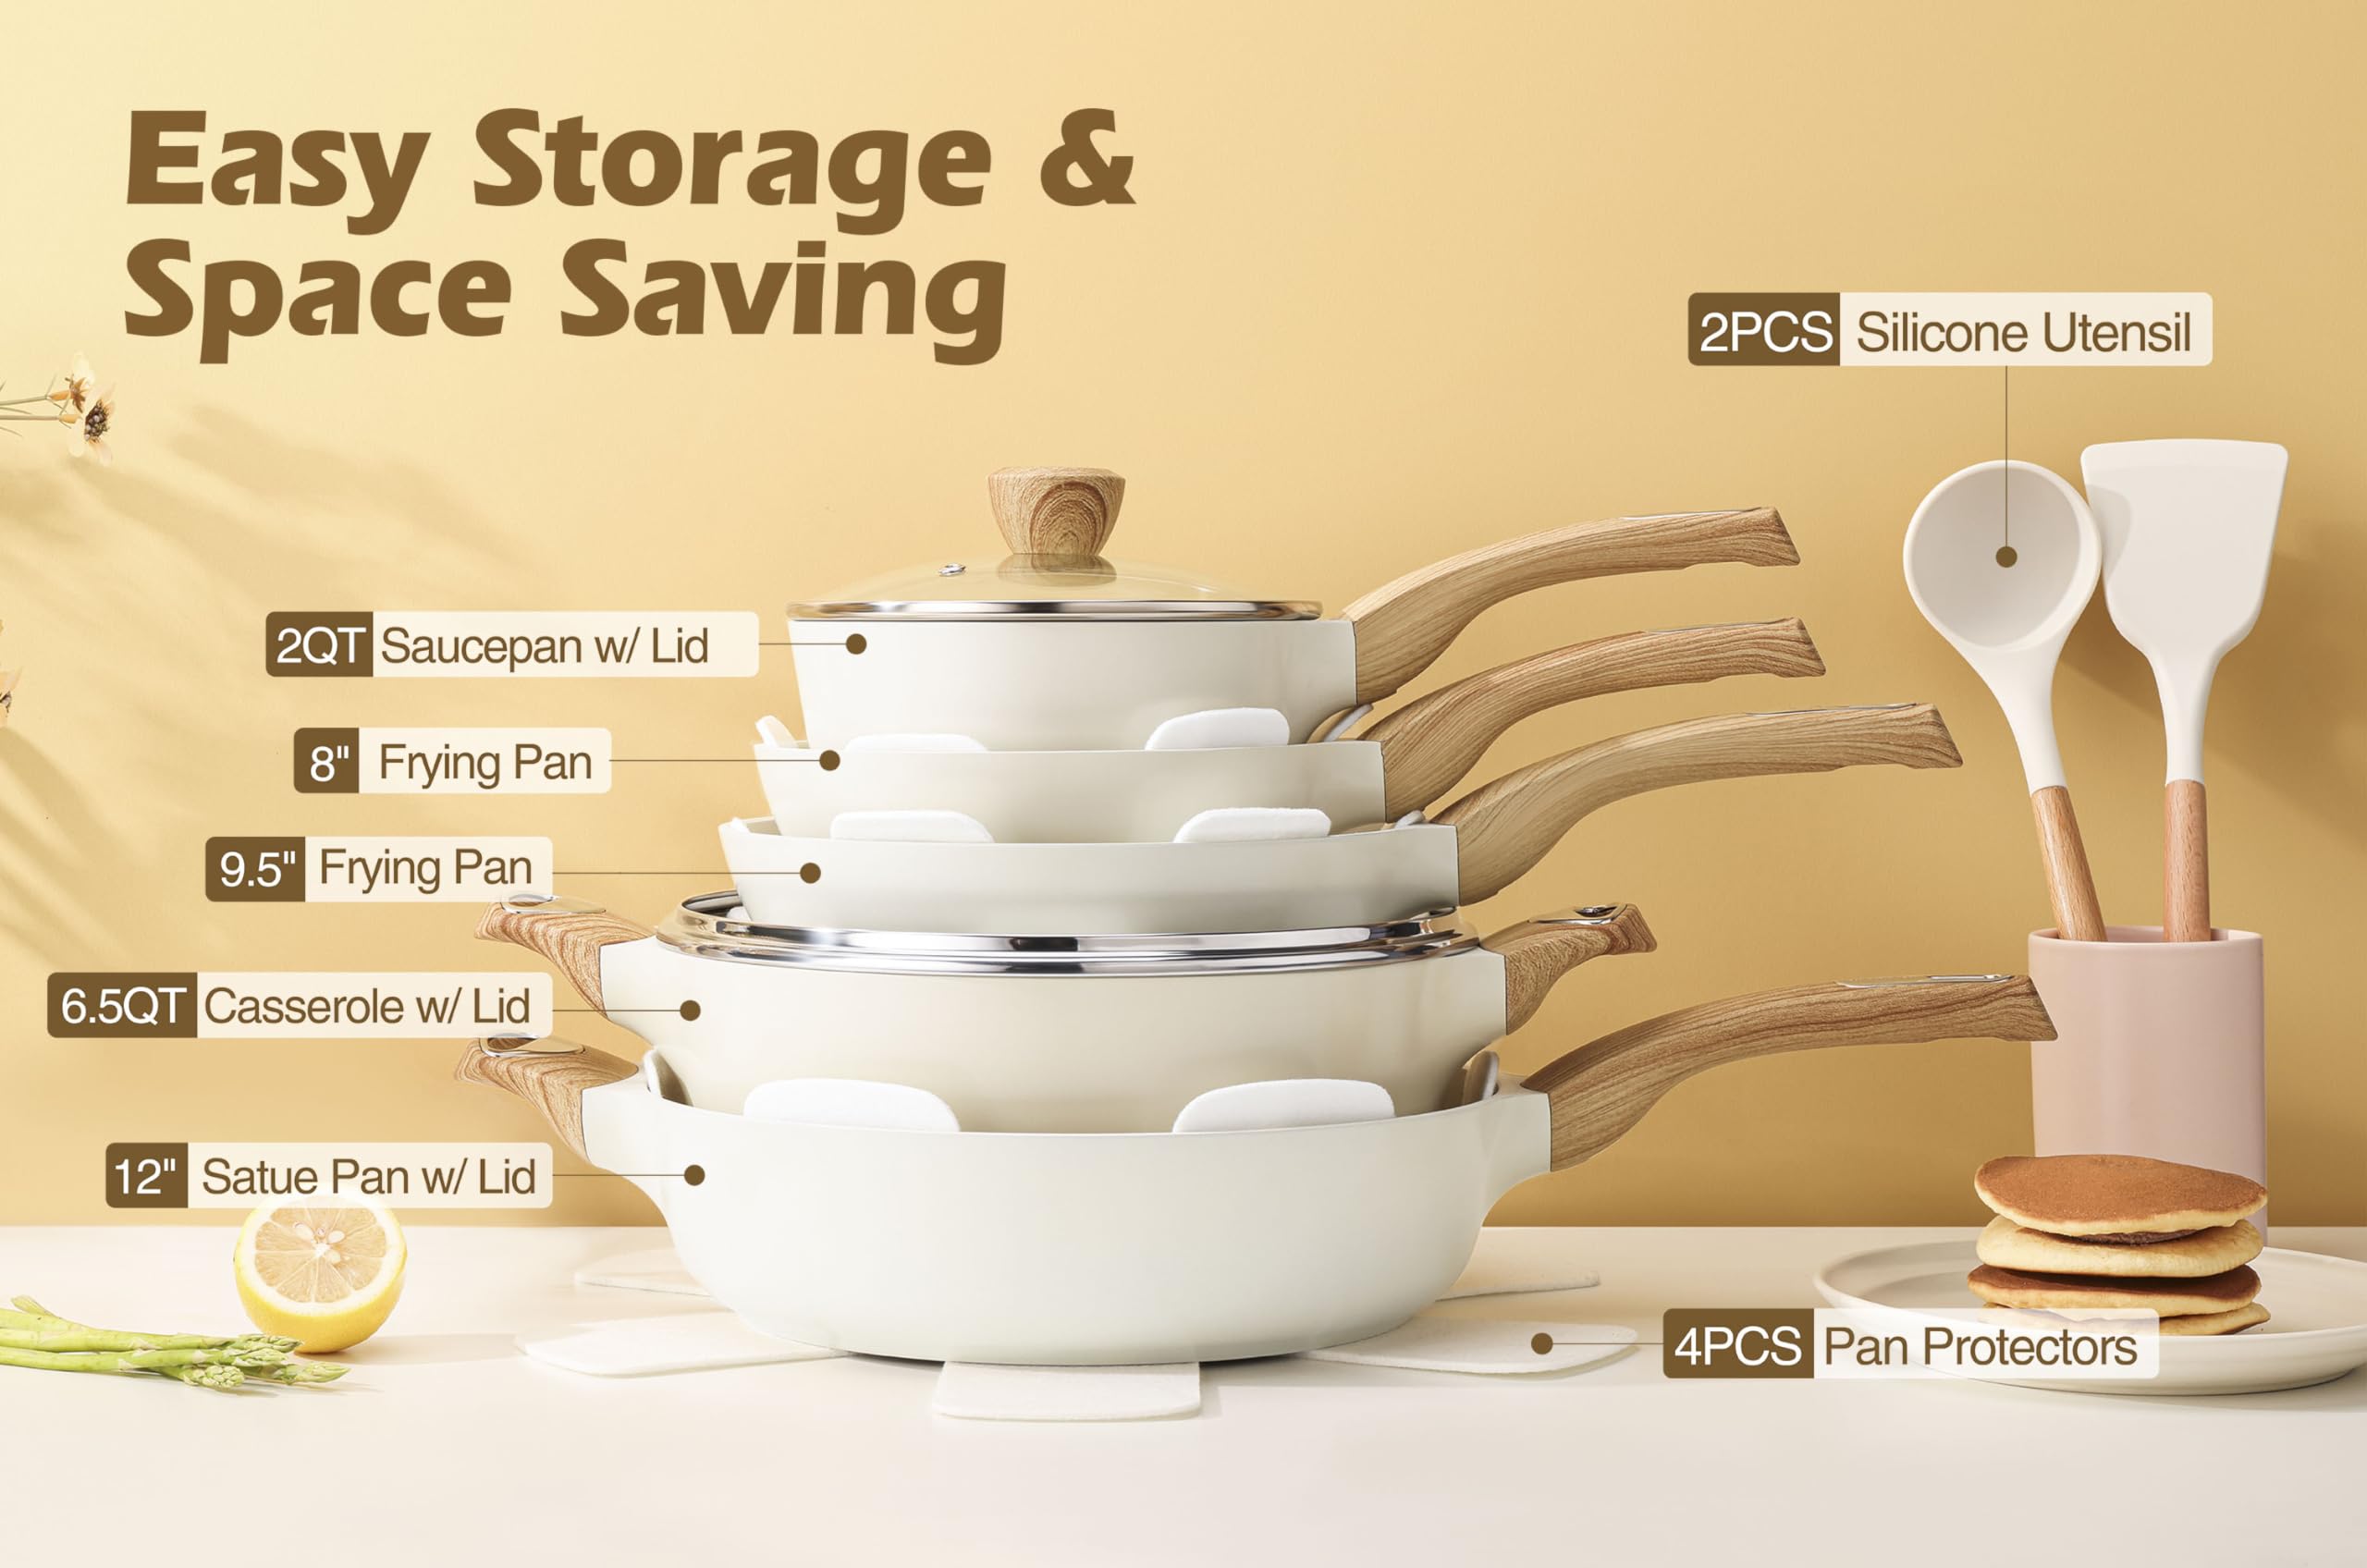 Easy Storage &
Space Saving
2PCS Silicone Utensil
2QT Saucepan w/ Lid
8" Frying Pan
9.5" Frying Pan
6.5QT Casserole w/ Lid
12" Satue Pan w/ Lid
4PCS Pan Protectors